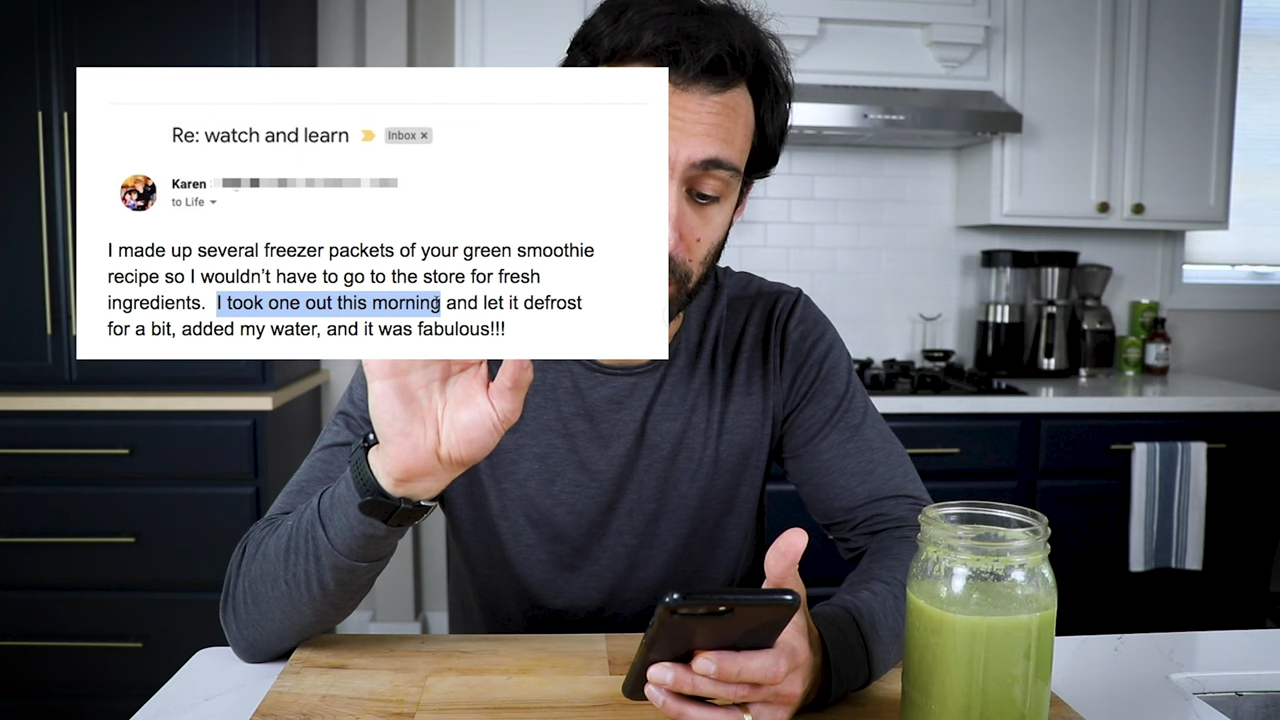 Re: watch and learn
Inbox x
Karen
to Life
I made up several freezer packets of your green smoothie
recipe so I wouldn't have to go to the store for fresh
ingredients. I took one out this morning and let it defrost
for a bit, added my water, and it was fabulous!!!